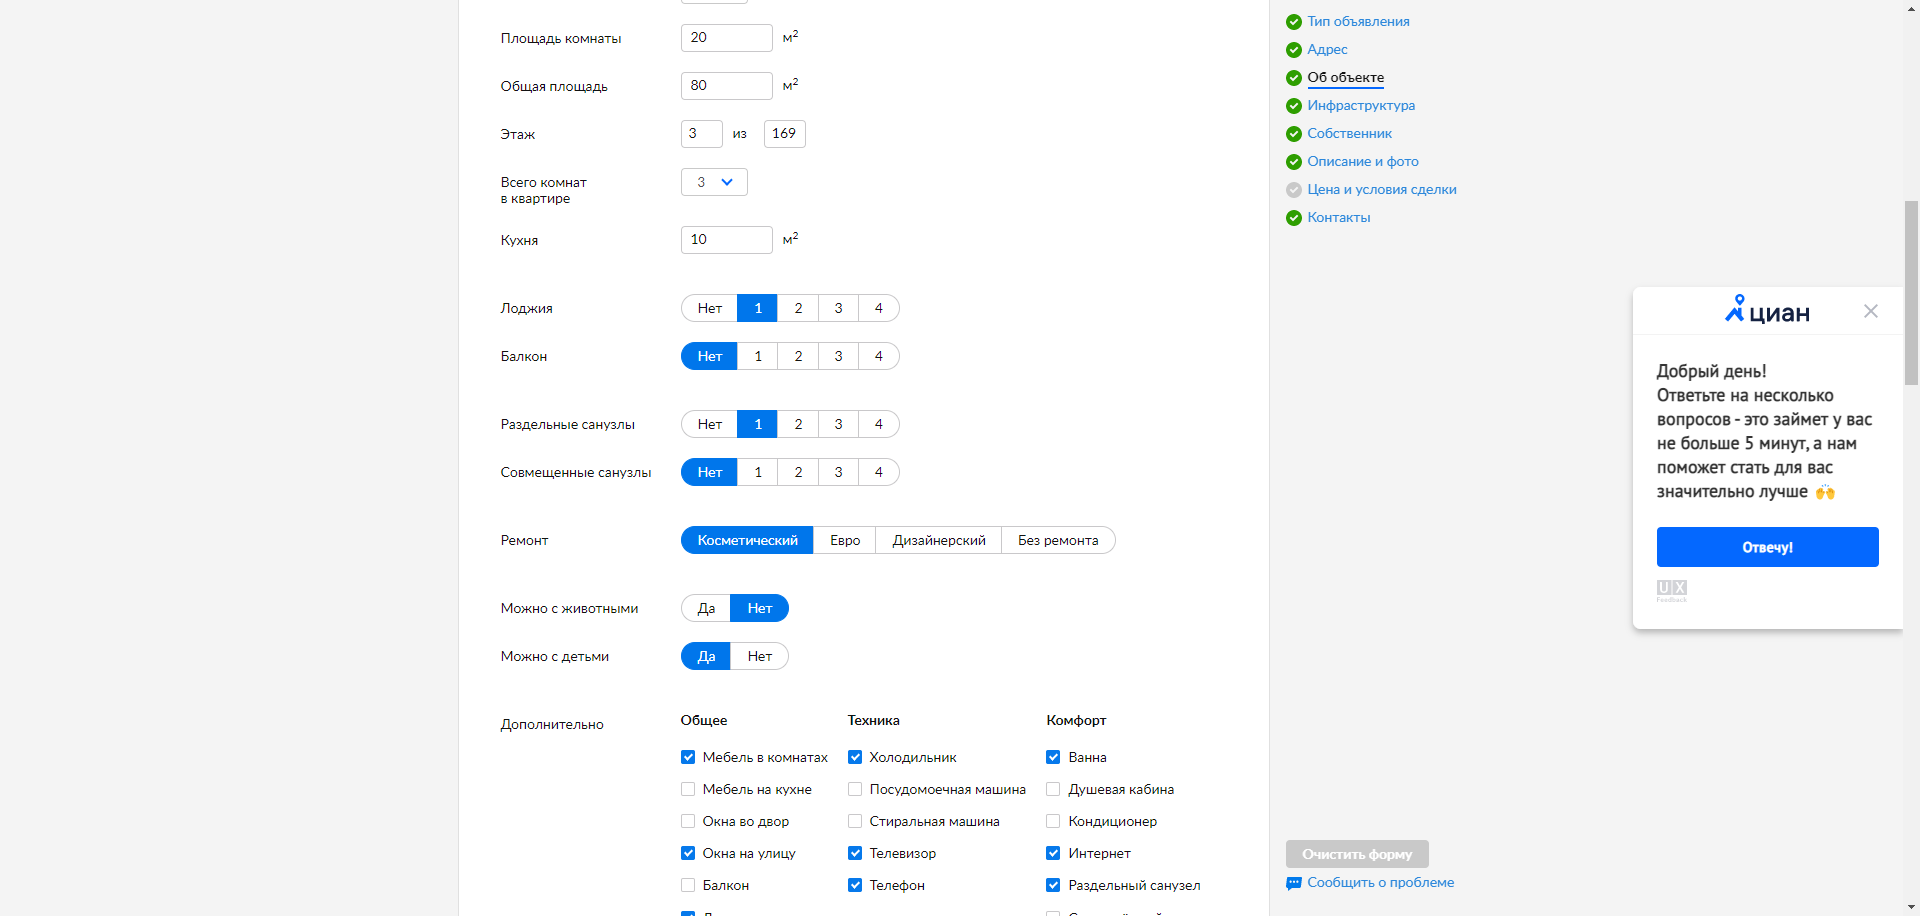 Площадь комнаты 20 м2
Общая площадь 80 м2
Этаж 3 из 169
Всего комнат
в квартире 3
Кухня 10 м2
Лоджия Нет 1 2 3 4
Балкон Нет 1 2 3 4
Раздельные санузлы Нет 1 2 3 4
Совмещенные санузлы Нет 1 2 3 4
Ремонт Косметический Евро Дизайнерский Без ремонта
Можно с животными Да Нет
Можно с детьми Да Нет
Дополнительно Общее Техника Комфорт
Мебель в комнатах Холодильник Ванна
Мебель на кухне Посудомоечная машина Душевая кабина
Окна во двор Стиральная машина Кондиционер
Окна на улицу Телевизор Интернет
Балкон Телефон Раздельный санузел
Тип объявления
Адрес
Об объекте
Инфраструктура
Собственник
Описание и фото
Цена и условия сделки
Контакты
циан
Добрый день!
Ответьте на несколько
вопросов - это займет у вас
не больше 5 минут, а нам
поможет стать для вас
значительно лучше 🙌
Отвечу!
UX
Feedback
Очистить форму
Сообщить о проблеме